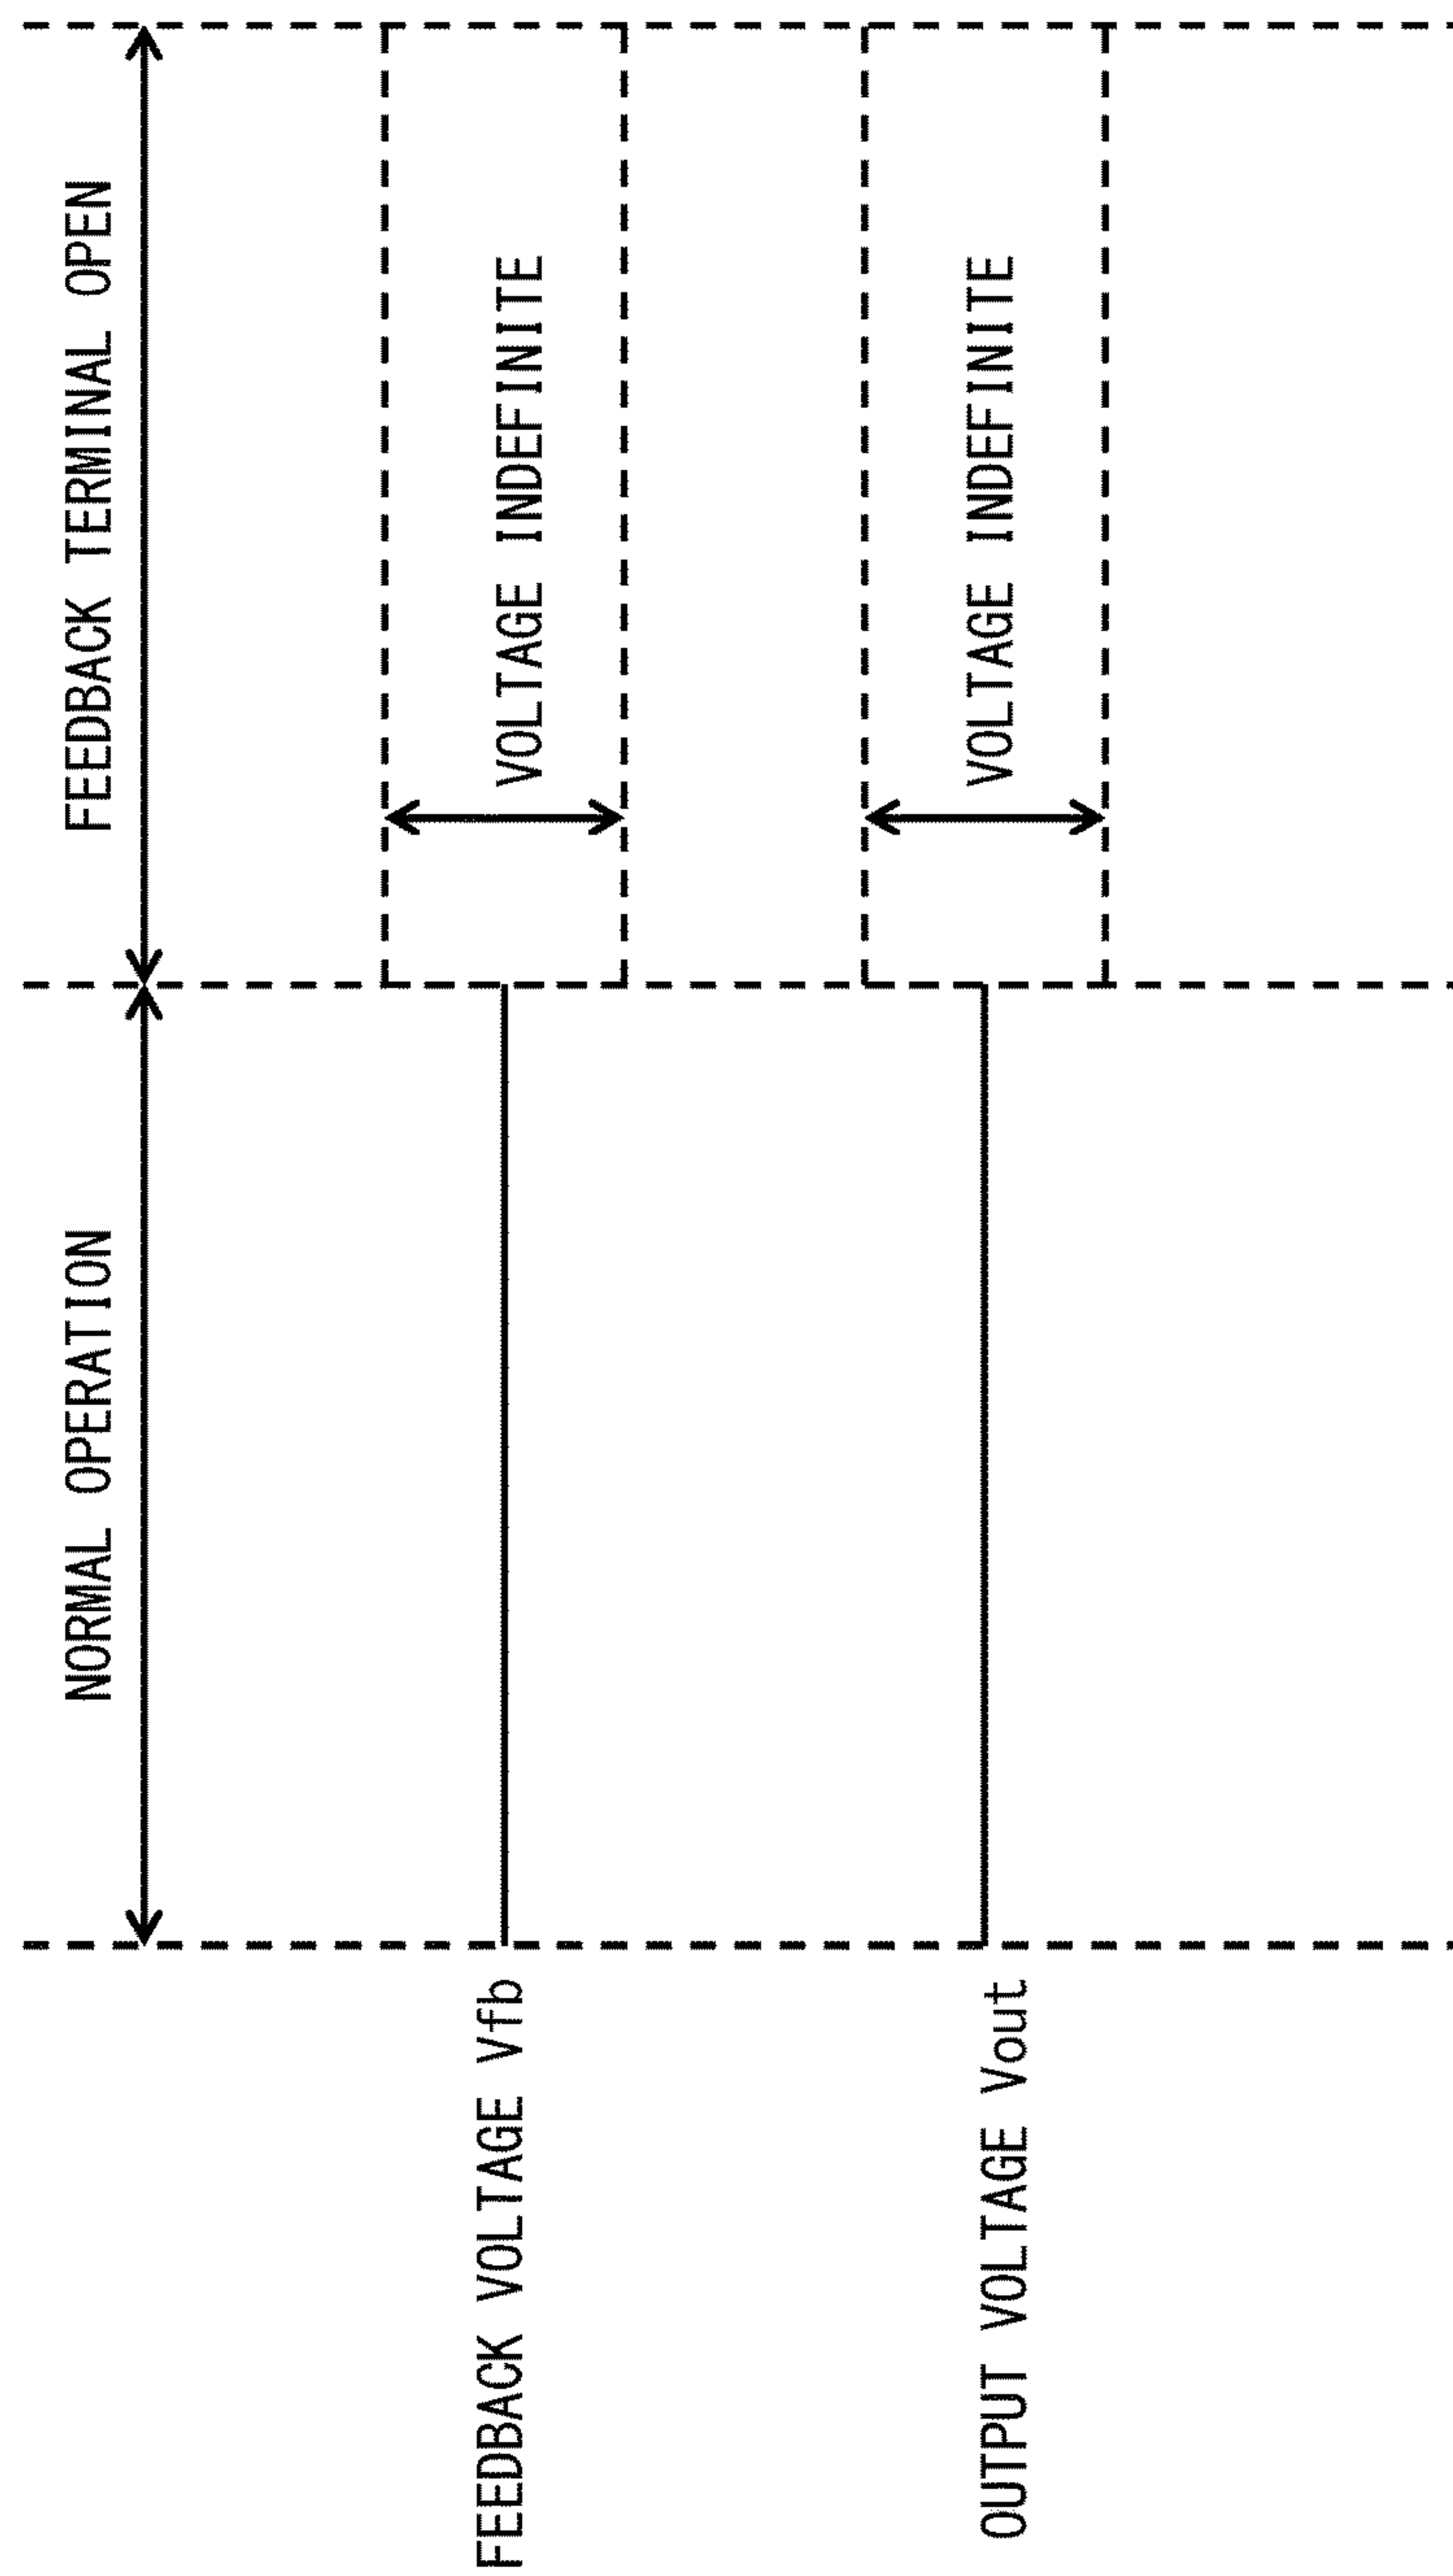 NORMAL OPERATION
FEEDBACK TERMINAL OPEN
FEEDBACK VOLTAGE Vfb
VOLTAGE INDEFINITE
OUTPUT VOLTAGE Vout
VOLTAGE INDEFINITE